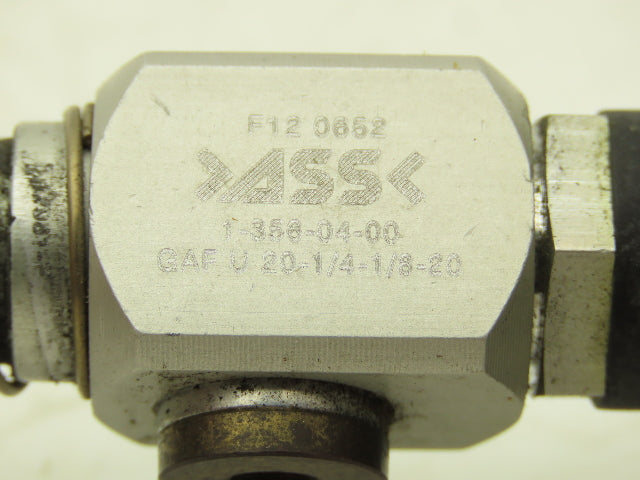 F12 0652
>ASS<
1-356-04-00
GAF U 20-1/4-1/8-20